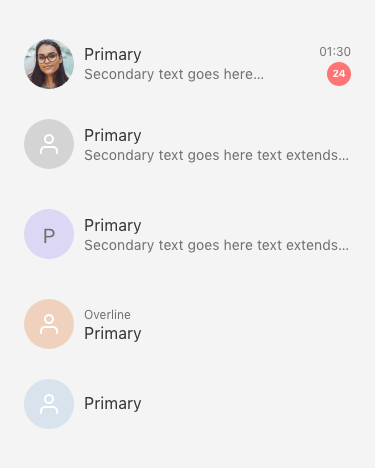 Primary
01:30
Secondary text goes here...
24
Primary
Secondary text goes here text extends...
P
Primary
Secondary text goes here text extends...
Overline
Primary
Primary